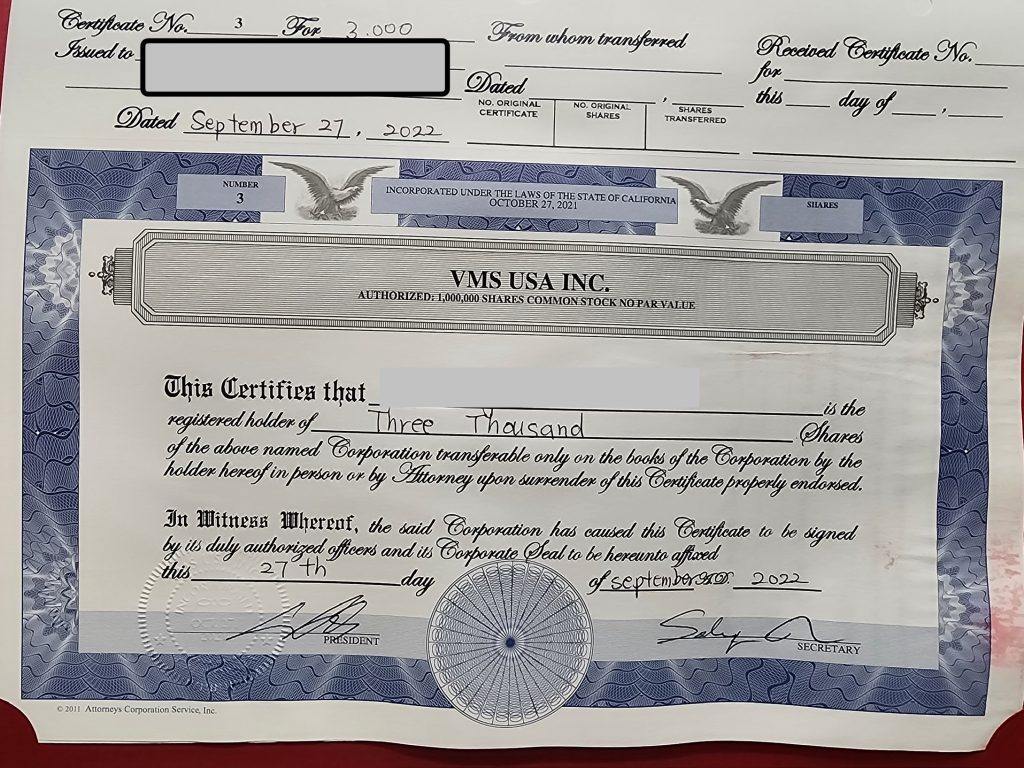 Certificate No. 3 For 3.000
From whom transferred
Received Certificate No.
Issued to
for
Dated
this day of ,
NO. ORIGINAL CERTIFICATE
NO. ORIGINAL SHARES
SHARES TRANSFERRED
Dated September 27, 2022
NUMBER
3
INCORPORATED UNDER THE LAWS OF THE STATE OF CALIFORNIA
OCTOBER 27, 2021
SHARES
VMS USA INC.
AUTHORIZED: 1,000,000 SHARES COMMON STOCK NO PAR VALUE
This Certifies that
is the
registered holder of Three Thousand Shares
of the above named Corporation transferable only on the books of the Corporation by the
holder hereof in person or by Attorney upon surrender of this Certificate properly endorsed.
In Witness Whereof, the said Corporation has caused this Certificate to be signed
by its duly authorized officers and its Corporate Seal to be hereunto affixed
this 27th day of September A.D. 2022
PRESIDENT
SECRETARY
© 2011 Attorneys Corporation Service, Inc.